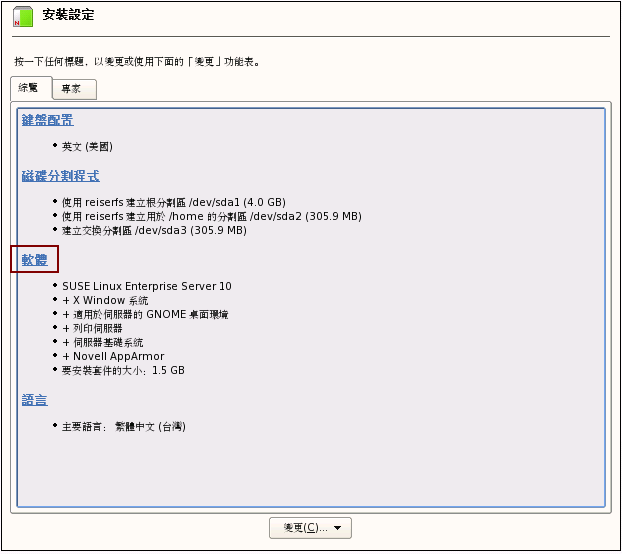 安裝設定
按一下任何標題，以變更或使用下面的「變更」功能表。
綜覽
專家
鍵盤配置
英文 (美國)
磁碟分割程式
使用 reiserfs 建立根分割區 /dev/sda1 (4.0 GB)
使用 reiserfs 建立用於 /home 的分割區 /dev/sda2 (305.9 MB)
建立交換分割區 /dev/sda3 (305.9 MB)
軟體
SUSE Linux Enterprise Server 10
+ X Window 系統
+ 適用於伺服器的 GNOME 桌面環境
+ 列印伺服器
+ 伺服器基礎系統
+ Novell AppArmor
要安裝套件的大小：1.5 GB
語言
主要語言： 繁體中文 (台灣)
變更(C)...